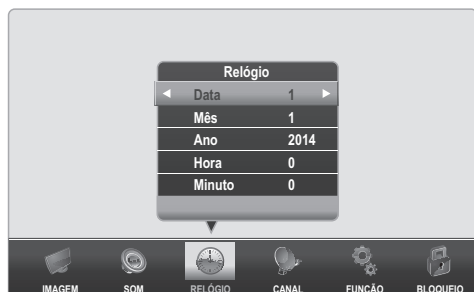 Relógio
Data 1
Mês 1
Ano 2014
Hora 0
Minuto 0
IMAGEM SOM RELÓGIO CANAL FUNÇÃO BLOQUEIO